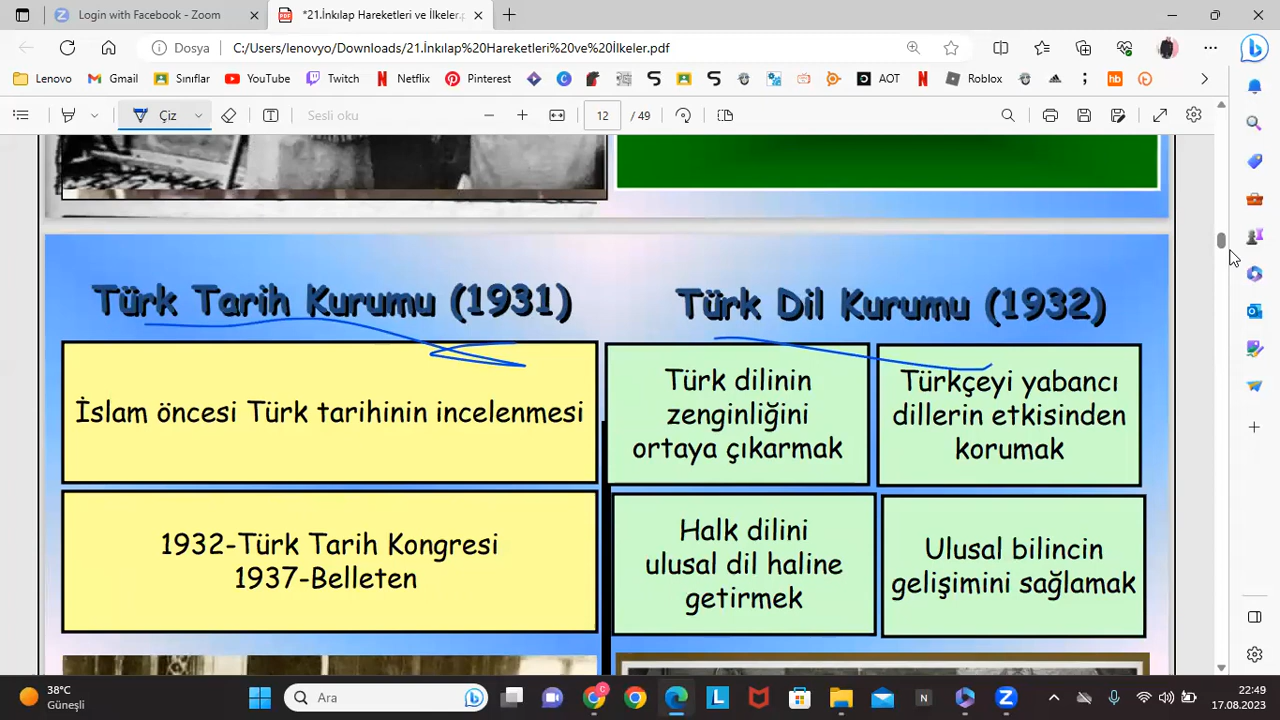 Login with Facebook - Zoom
*21.İnkılap Hareketleri ve İlkeler.p
Dosya
C:/Users/lenovyo/Downloads/21.İnkılap%20Hareketleri%20ve%20İlkeler.pdf
Lenovo
Gmail
Sınıflar
YouTube
Twitch
Netflix
Pinterest
AOT
Roblox
hb
Çiz
Sesli oku
12 / 49
Türk Tarih Kurumu (1931)
İslam öncesi Türk tarihinin incelenmesi
1932-Türk Tarih Kongresi
1937-Belleten
Türk Dil Kurumu (1932)
Türk dilinin
zenginliğini
ortaya çıkarmak
Türkçeyi yabancı
dillerin etkisinden
korumak
Halk dilini
ulusal dil haline
getirmek
Ulusal bilincin
gelişimini sağlamak
38°C
Güneşli
Ara
22:49
17.08.2023